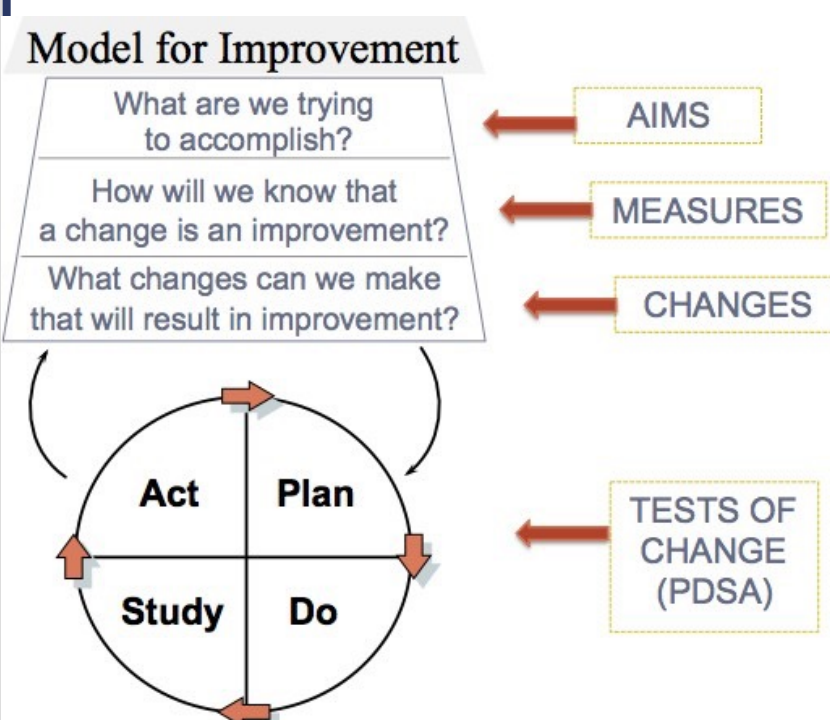 Model for Improvement
What are we trying
to accomplish?
AIMS
How will we know that
a change is an improvement?
MEASURES
What changes can we make
that will result in improvement?
CHANGES
Act
Plan
Study
Do
TESTS OF
CHANGE
(PDSA)